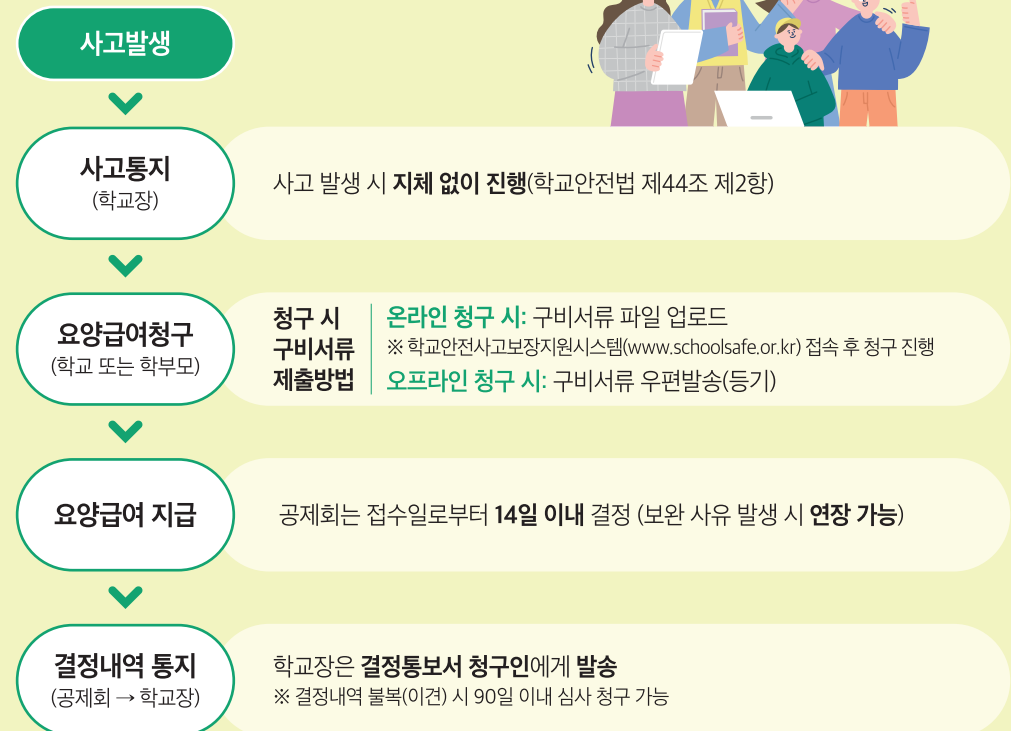 사고발생
사고통지
(학교장)
사고 발생 시 지체 없이 진행(학교안전법 제44조 제2항)
요양급여청구
(학교 또는 학부모)
청구 시
구비서류
제출방법
온라인 청구 시: 구비서류 파일 업로드
※ 학교안전사고보장지원시스템(www.schoolsafe.or.kr) 접속 후 청구 진행
오프라인 청구 시: 구비서류 우편발송(등기)
요양급여 지급
공제회는 접수일로부터 14일 이내 결정 (보완 사유 발생 시 연장 가능)
결정내역 통지
(공제회 → 학교장)
학교장은 결정통보서 청구인에게 발송
※ 결정내역 불복(이견) 시 90일 이내 심사 청구 가능